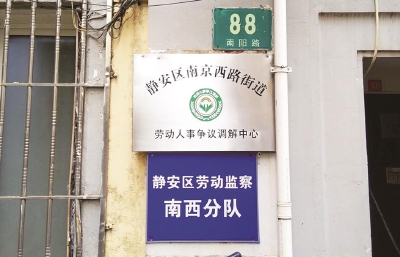 88
南阳路
静安区南京西路街道
劳动人事争议调解中心
静安区劳动监察
南西分队